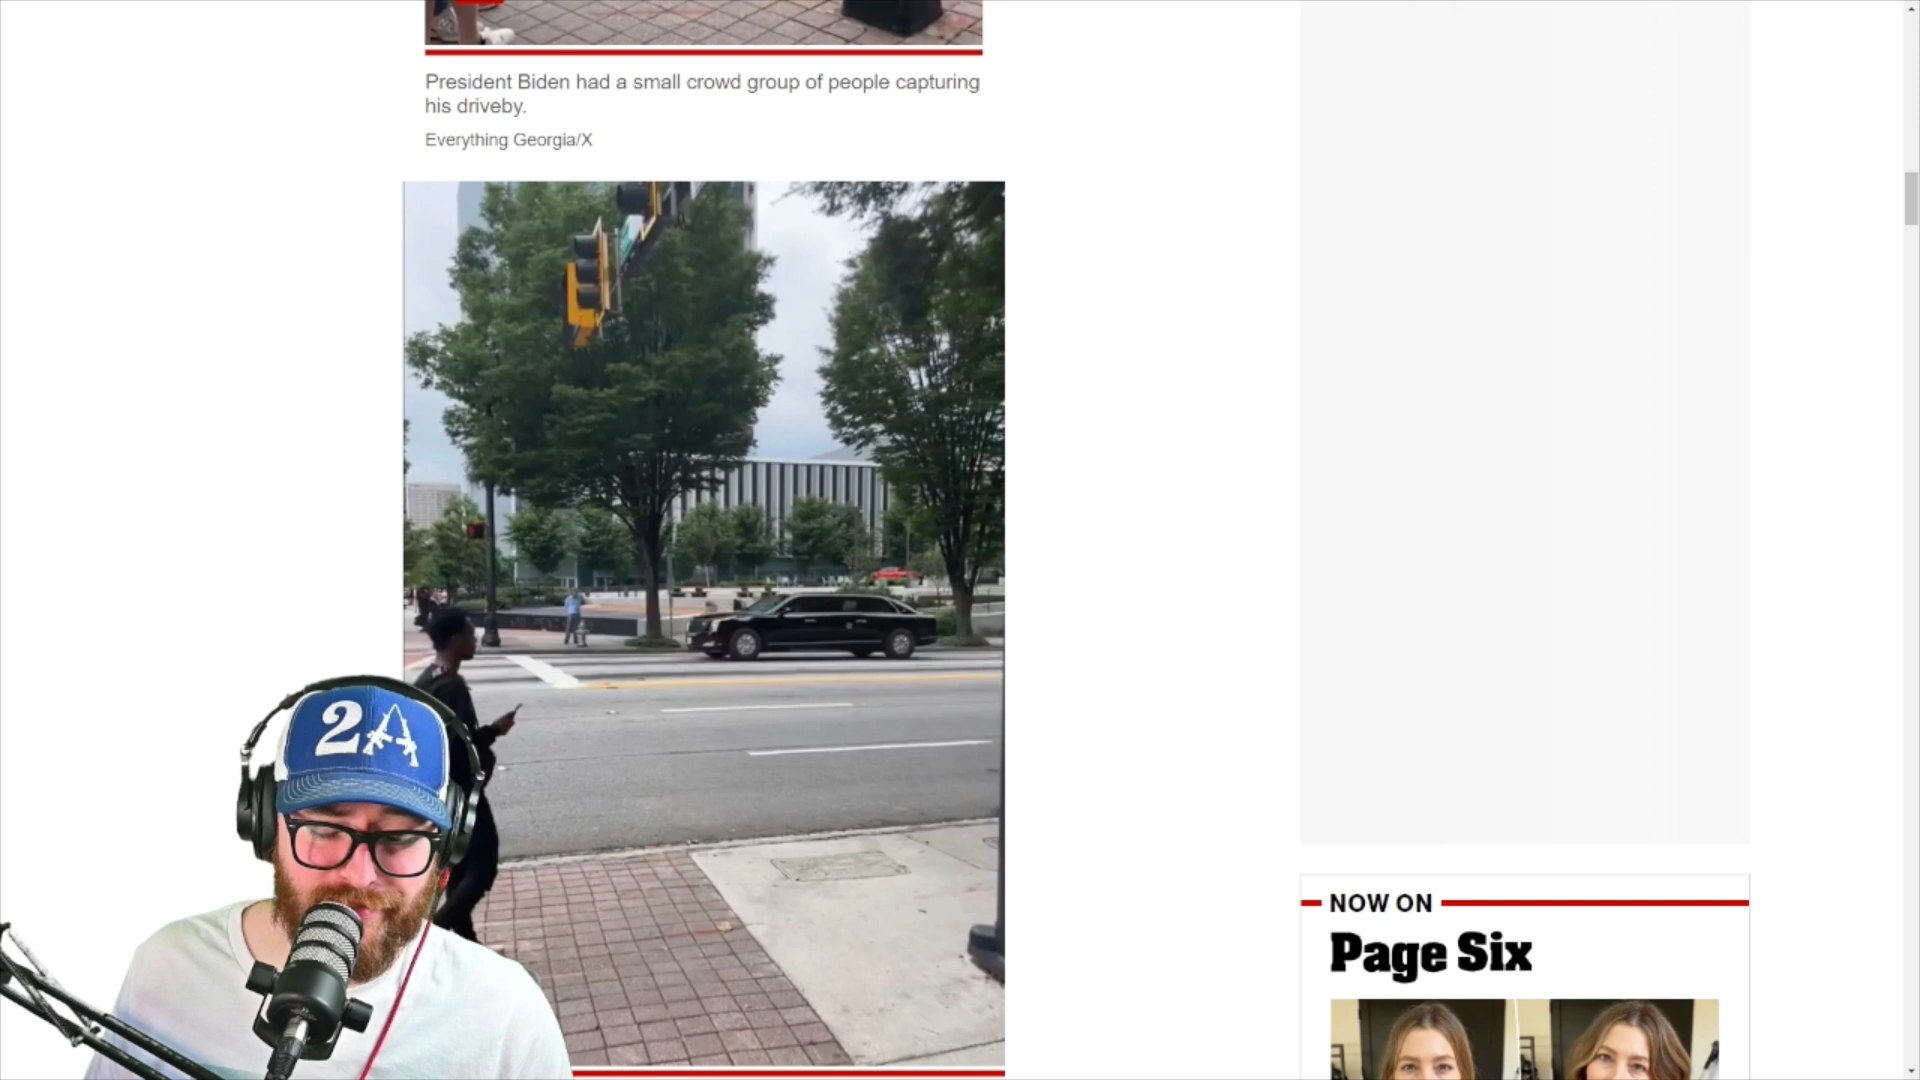 President Biden had a small crowd group of people capturing
his driveby.
Everything Georgia/X
2A
NOW ON
Page Six